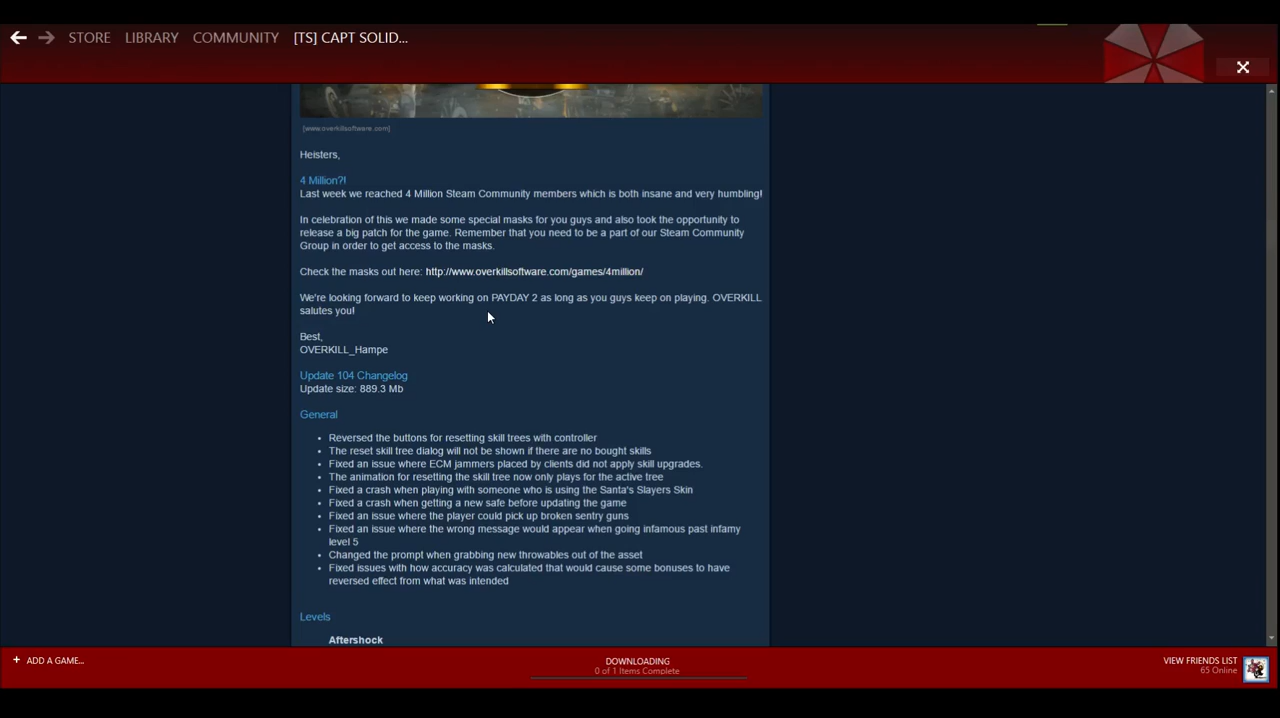 STORE LIBRARY COMMUNITY [TS] CAPT SOLID...
[www.overkillsoftware.com]
Heisters,
4 Million?!
Last week we reached 4 Million Steam Community members which is both insane and very humbling!
In celebration of this we made some special masks for you guys and also took the opportunity to
release a big patch for the game. Remember that you need to be a part of our Steam Community
Group in order to get access to the masks.
Check the masks out here: http://www.overkillsoftware.com/games/4million/
We're looking forward to keep working on PAYDAY 2 as long as you guys keep on playing. OVERKILL
salutes you!
Best,
OVERKILL_Hampe
Update 104 Changelog
Update size: 889.3 Mb
General
• Reversed the buttons for resetting skill trees with controller
• The reset skill tree dialog will not be shown if there are no bought skills
• Fixed an issue where ECM jammers placed by clients did not apply skill upgrades.
• The animation for resetting the skill tree now only plays for the active tree
• Fixed a crash when playing with someone who is using the Santa's Slayers Skin
• Fixed a crash when getting a new safe before updating the game
• Fixed an issue where the player could pick up broken sentry guns
• Fixed an issue where the wrong message would appear when going infamous past infamy
level 5
• Changed the prompt when grabbing new throwables out of the asset
• Fixed issues with how accuracy was calculated that would cause some bonuses to have
reversed effect from what was intended
Levels
Aftershock
+ ADD A GAME...
DOWNLOADING
0 of 1 Items Complete
VIEW FRIENDS LIST
65 Online